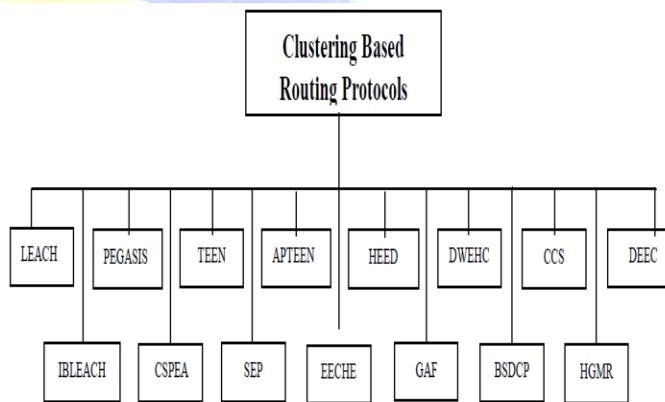 Clustering Based
Routing Protocols
LEACH
PEGASIS
TEEN
APTEEN
HEED
DWEHC
CCS
DEEC
IBLEACH
CSPEA
SEP
EECHE
GAF
BSDCP
HGMR